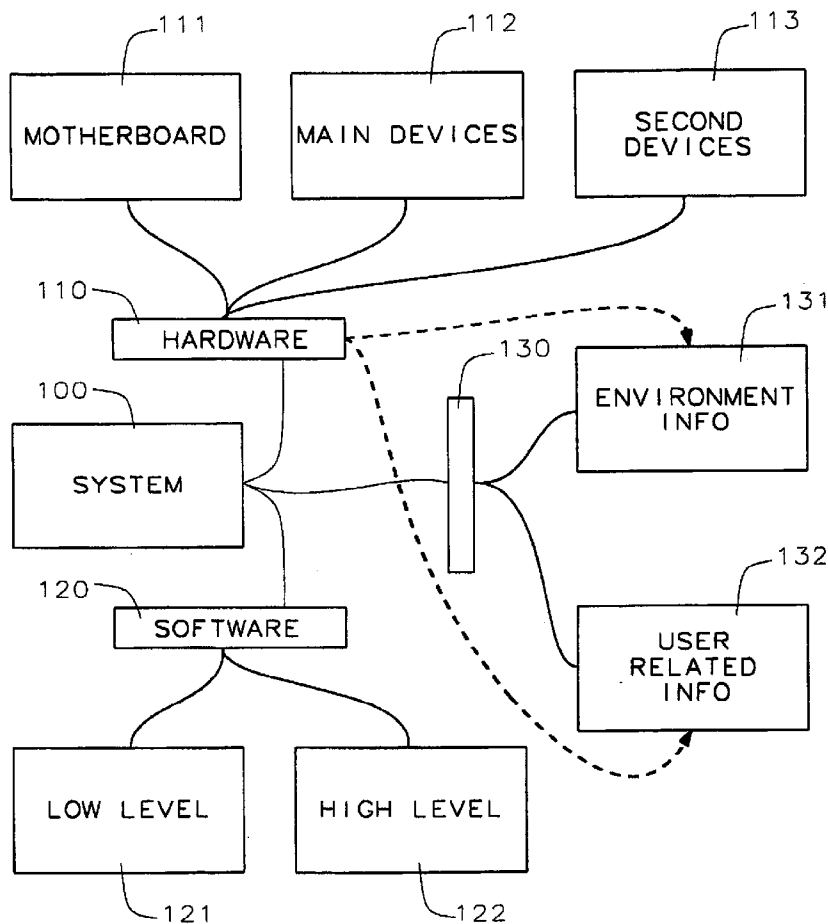 111
112
113
MOTHERBOARD
MAIN DEVICES
SECOND
DEVICES
110
HARDWARE
130
131
ENVIRONMENT
INFO
100
SYSTEM
120
SOFTWARE
132
USER
RELATED
INFO
LOW LEVEL
HIGH LEVEL
121
122